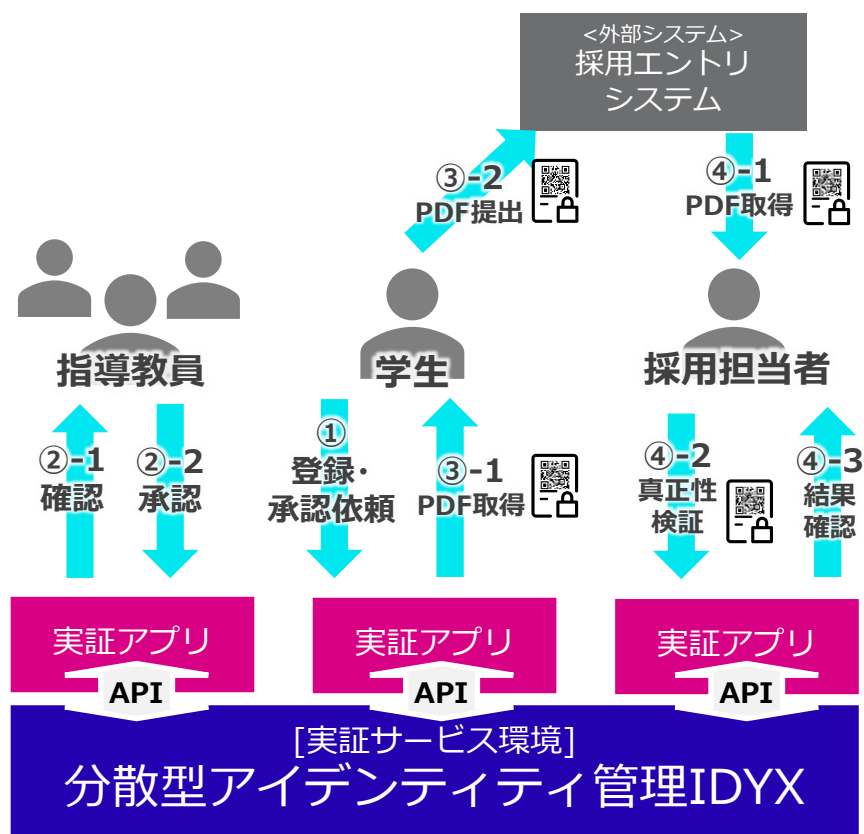 <外部システム>
採用エントリ
システム
③-2
PDF提出
④-1
PDF取得
指導教員
学生
採用担当者
②-1
確認
②-2
承認
①
登録・
承認依頼
③-1
PDF取得
④-2
真正性
検証
④-3
結果
確認
実証アプリ
実証アプリ
実証アプリ
API
API
API
[実証サービス環境]
分散型アイデンティティ管理IDYX